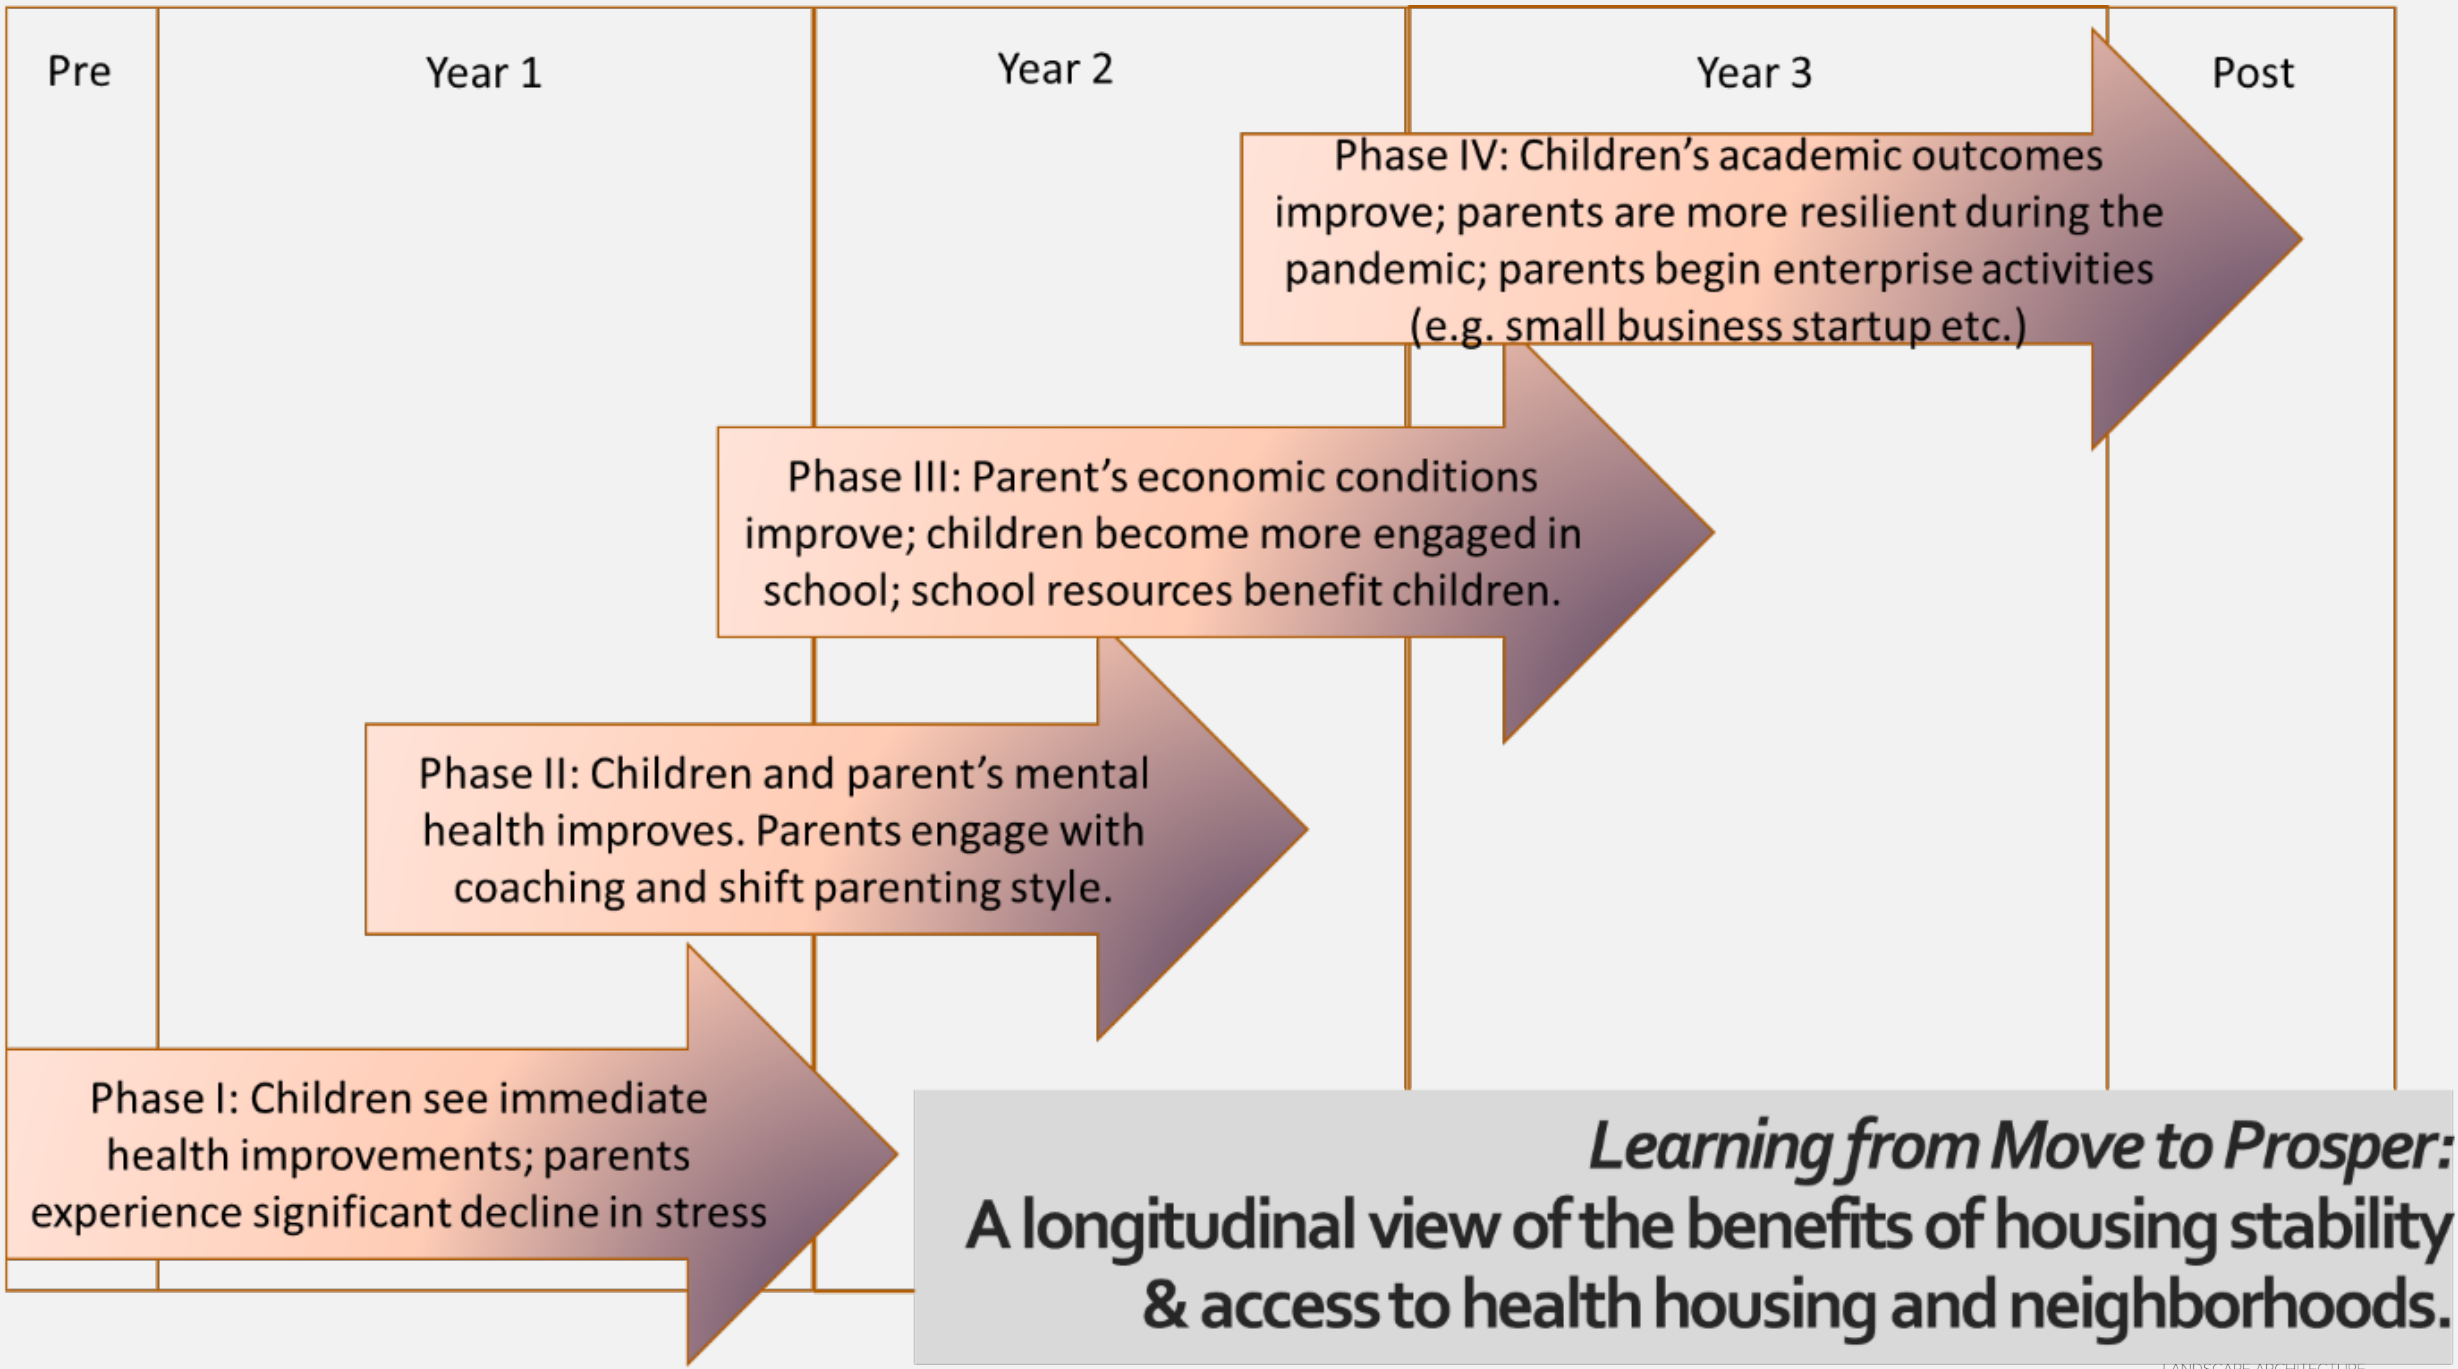 Pre
Year 1
Year 2
Year 3
Post
Phase IV: Children’s academic outcomes
improve; parents are more resilient during the
pandemic; parents begin enterprise activities
(e.g. small business startup etc.)
Phase III: Parent’s economic conditions
improve; children become more engaged in
school; school resources benefit children.
Phase II: Children and parent’s mental
health improves. Parents engage with
coaching and shift parenting style.
Phase I: Children see immediate
health improvements; parents
experience significant decline in stress
Learning from Move to Prosper:
A longitudinal view of the benefits of housing stability
& access to health housing and neighborhoods.
LANDSCAPE ARCHITECTURE